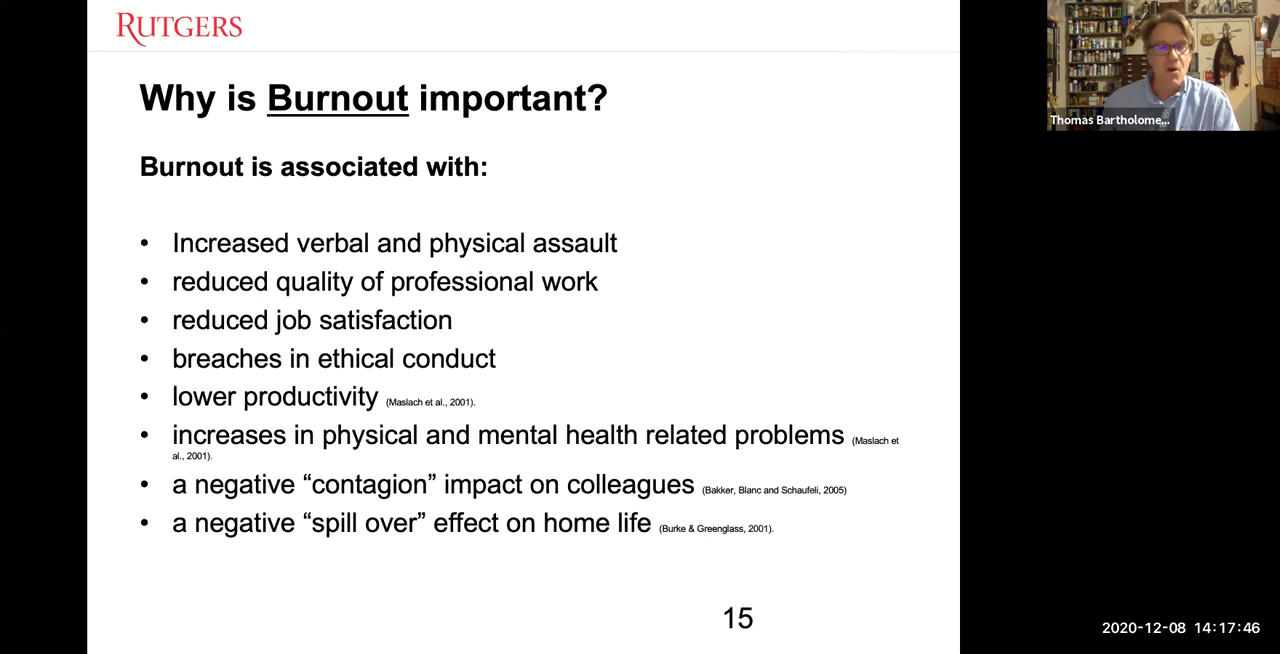 RUTGERS
Why is Burnout important?
Burnout is associated with:
• Increased verbal and physical assault
• reduced quality of professional work
• reduced job satisfaction
• breaches in ethical conduct
• lower productivity (Maslach et al., 2001).
• increases in physical and mental health related problems (Maslach et
al., 2001).
• a negative “contagion” impact on colleagues (Bakker, Blanc and Schaufeli, 2005)
• a negative “spill over” effect on home life (Burke & Greenglass, 2001).
15
Thomas Bartholome...
2020-12-08 14:17:46